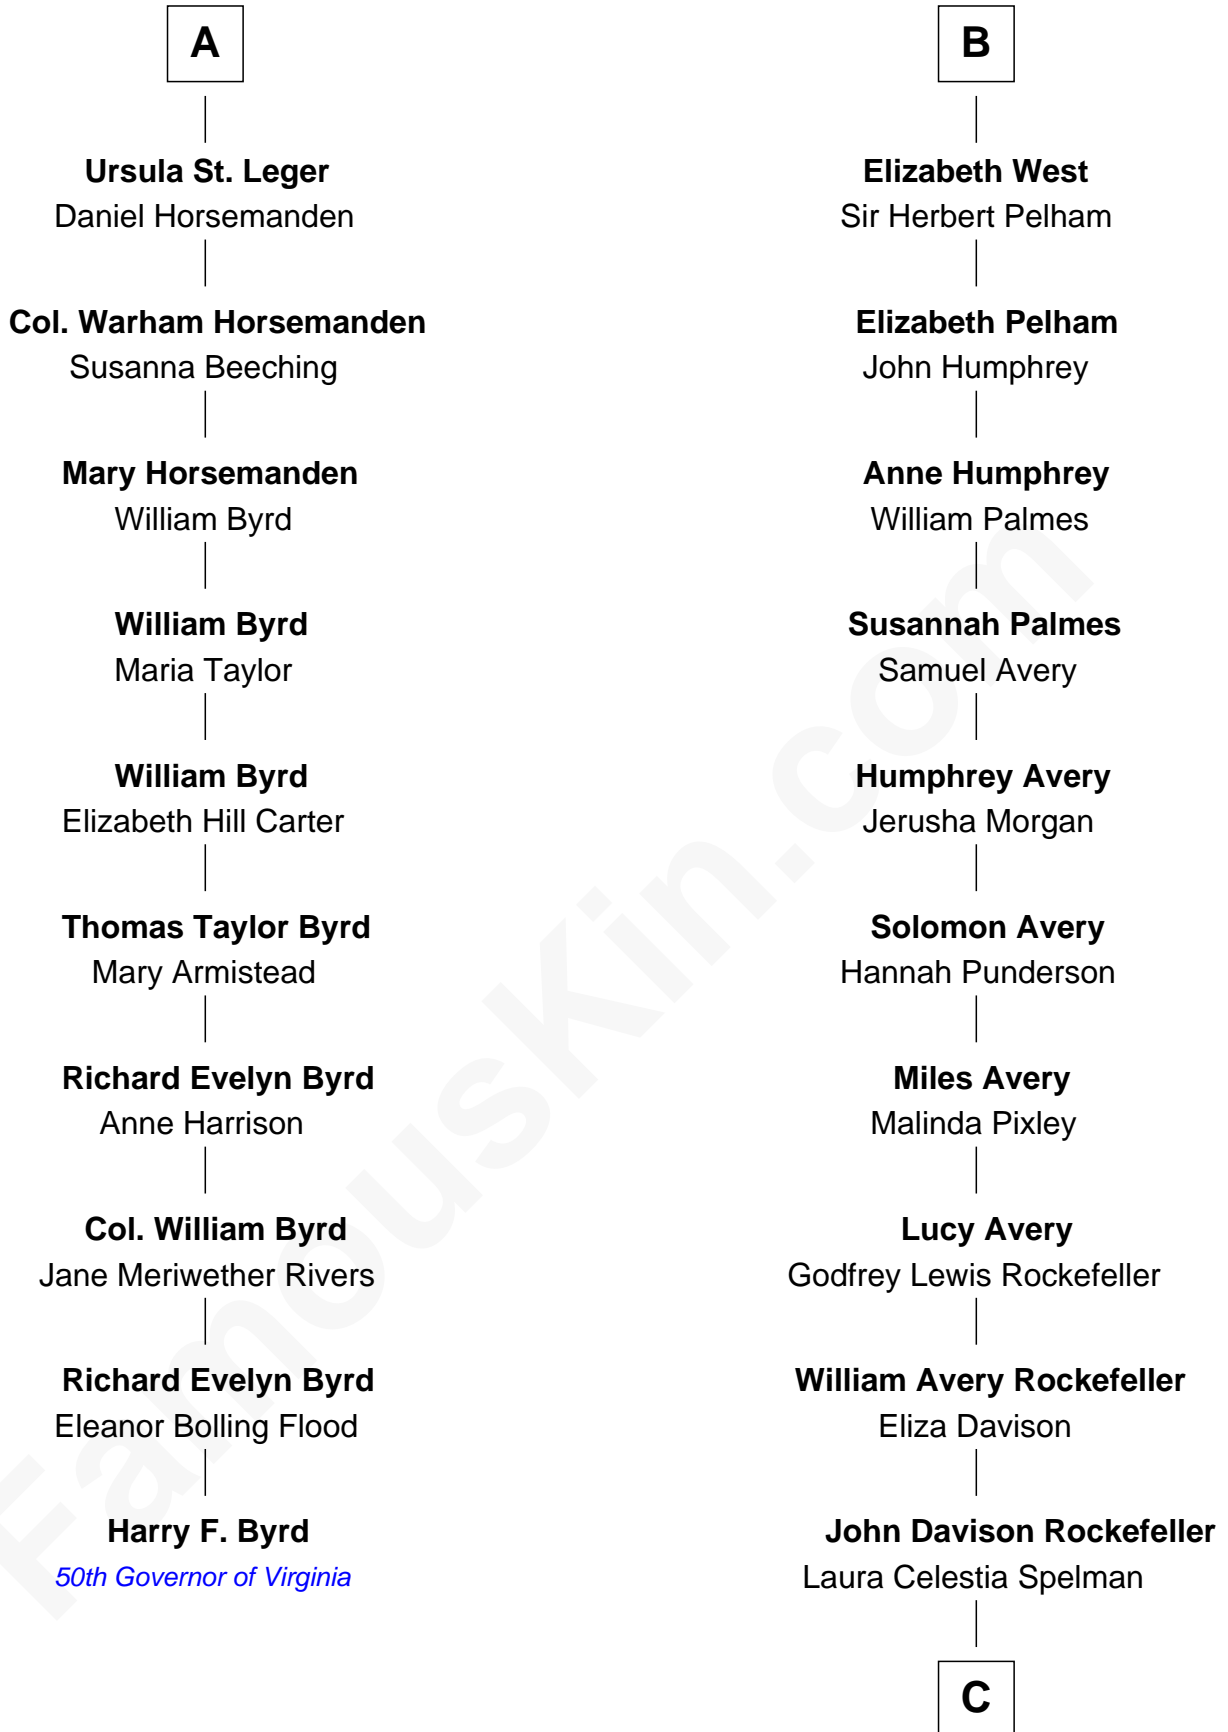 A
Ursula St. Leger
Daniel Horsemanden
Col. Warham Horsemanden
Susanna Beeching
Mary Horsemanden
William Byrd
William Byrd
Maria Taylor
William Byrd
Elizabeth Hill Carter
Thomas Taylor Byrd
Mary Armistead
Richard Evelyn Byrd
Anne Harrison
Col. William Byrd
Jane Meriwether Rivers
Richard Evelyn Byrd
Eleanor Bolling Flood
Harry F. Byrd
50th Governor of Virginia
B
Elizabeth West
Sir Herbert Pelham
Elizabeth Pelham
John Humphrey
Anne Humphrey
William Palmes
Susannah Palmes
Samuel Avery
Humphrey Avery
Jerusha Morgan
Solomon Avery
Hannah Punderson
Miles Avery
Malinda Pixley
Lucy Avery
Godfrey Lewis Rockefeller
William Avery Rockefeller
Eliza Davison
John Davison Rockefeller
Laura Celestia Spelman
C
FamousKin.com